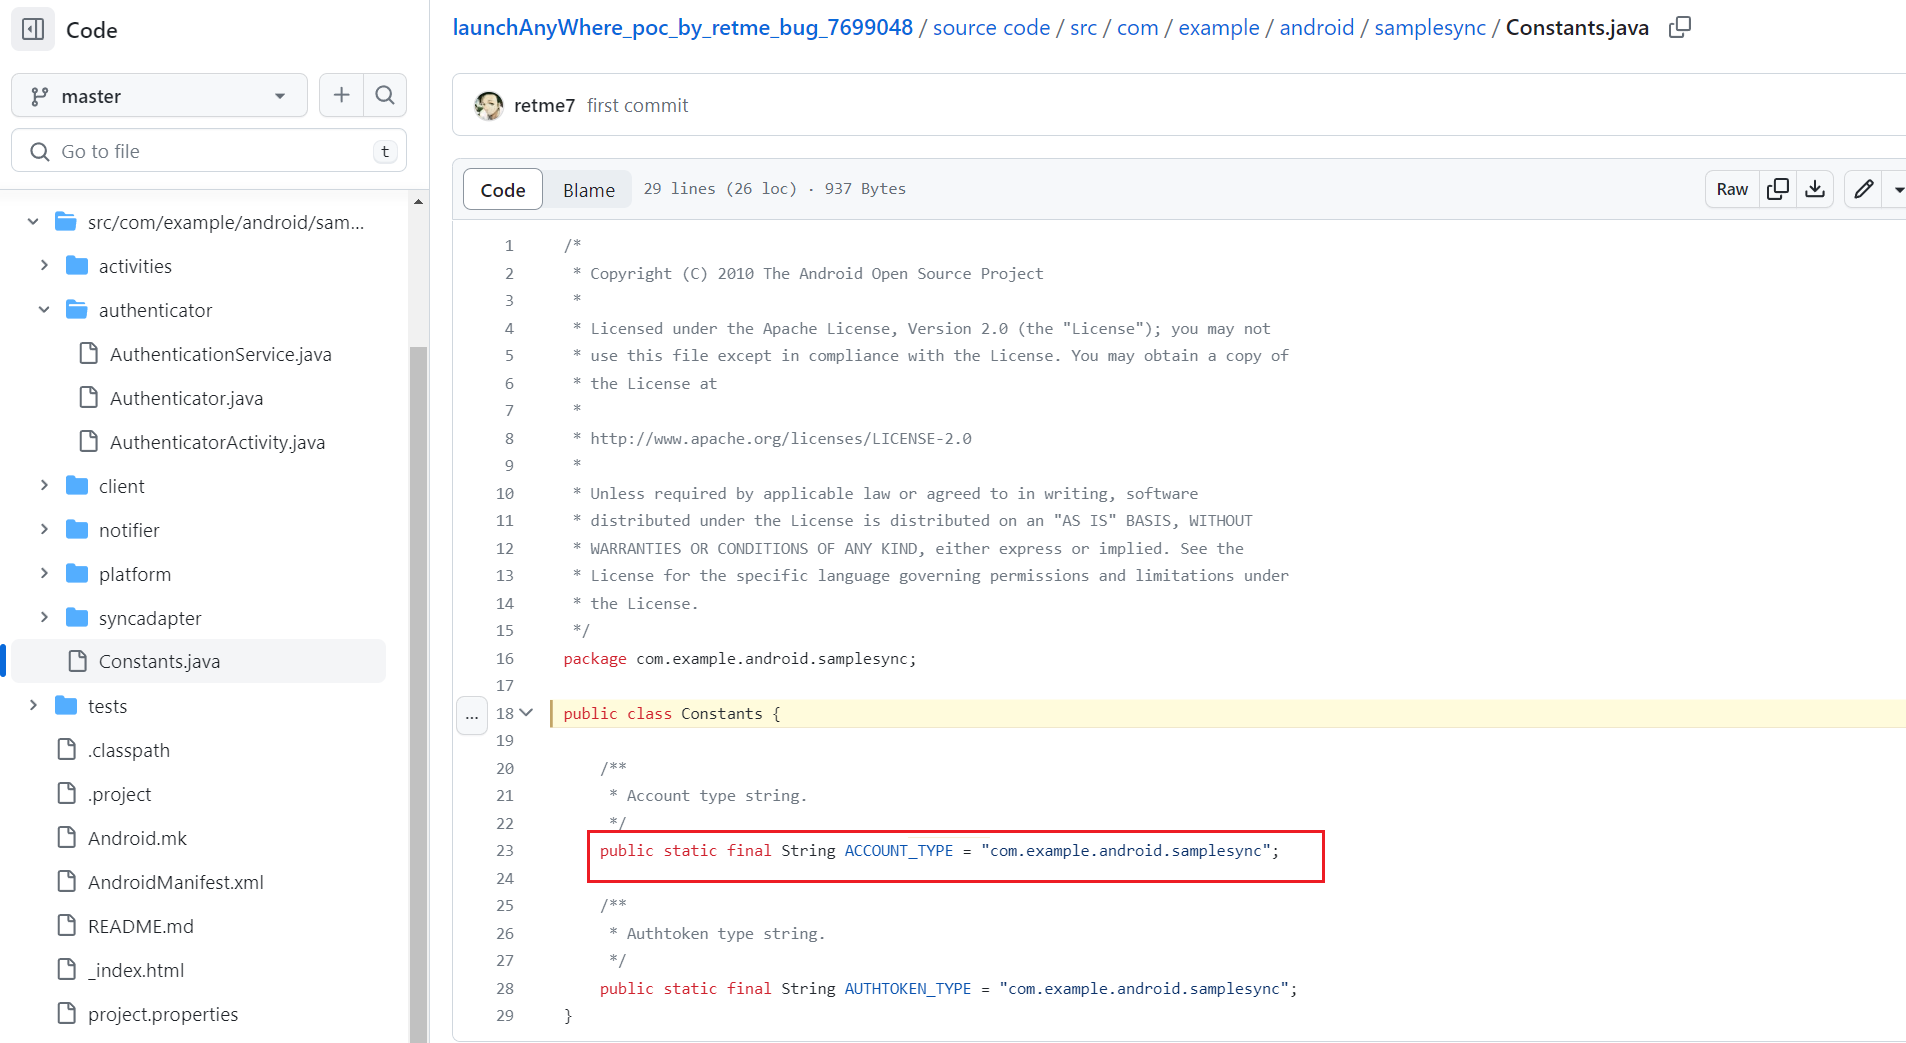 Code
master
Go to file
t
src/com/example/android/sam...
activities
authenticator
AuthenticationService.java
Authenticator.java
AuthenticatorActivity.java
client
notifier
platform
syncadapter
Constants.java
tests
.classpath
.project
Android.mk
AndroidManifest.xml
README.md
_index.html
project.properties
launchAnyWhere_poc_by_retme_bug_7699048 / source code / src / com / example / android / samplesync / Constants.java
retme7 first commit
Code Blame 29 lines (26 loc) · 937 Bytes Raw
1 /*
2 * Copyright (C) 2010 The Android Open Source Project
3 *
4 * Licensed under the Apache License, Version 2.0 (the "License"); you may not
5 * use this file except in compliance with the License. You may obtain a copy of
6 * the License at
7 *
8 * http://www.apache.org/licenses/LICENSE-2.0
9 *
10 * Unless required by applicable law or agreed to in writing, software
11 * distributed under the License is distributed on an "AS IS" BASIS, WITHOUT
12 * WARRANTIES OR CONDITIONS OF ANY KIND, either express or implied. See the
13 * License for the specific language governing permissions and limitations under
14 * the License.
15 */
16 package com.example.android.samplesync;
17
... 18 public class Constants {
19
20 /**
21 * Account type string.
22 */
23 public static final String ACCOUNT_TYPE = "com.example.android.samplesync";
24
25 /**
26 * Authtoken type string.
27 */
28 public static final String AUTHTOKEN_TYPE = "com.example.android.samplesync";
29 }